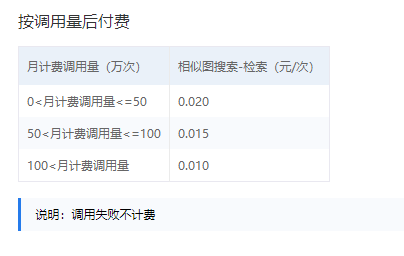 按调用量后付费
月计费调用量（万次） 相似图搜索-检索（元/次）
0<月计费调用量<=50 0.020
50<月计费调用量<=100 0.015
100<月计费调用量 0.010
说明：调用失败不计费